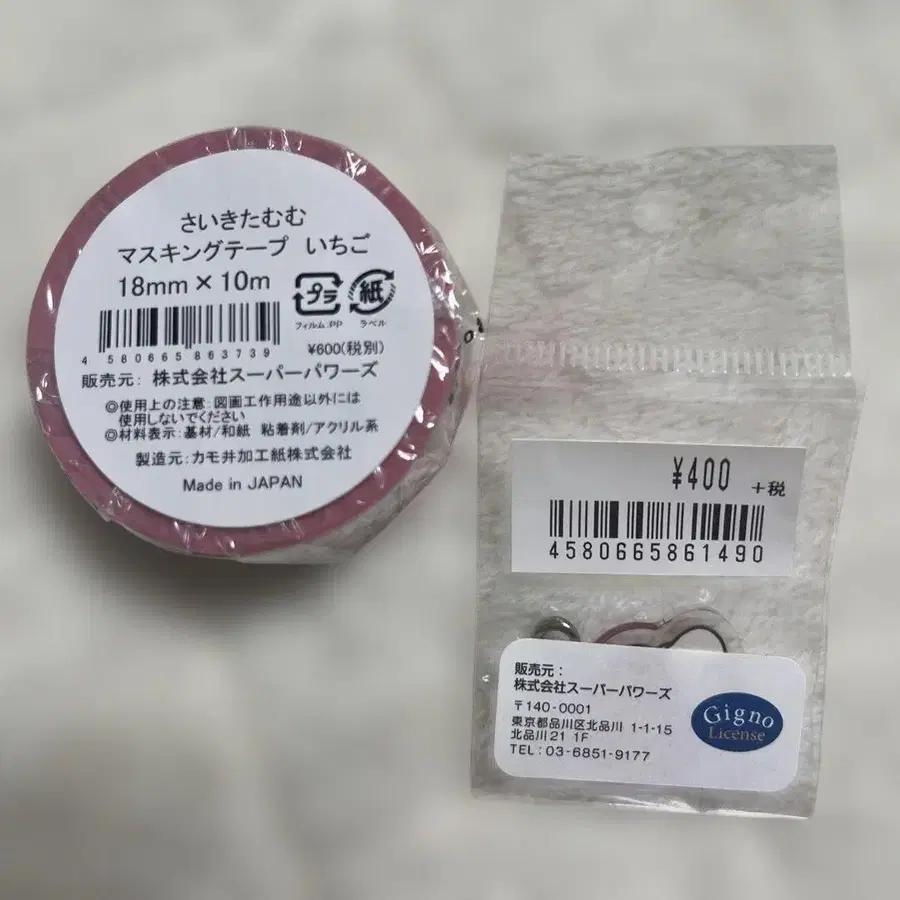 さいきたむむ
マスキングテープ いちご
18mm×10m
プラ
紙
フィルム:PP
ラベル
4 580665 863739
¥600(税別)
販売元: 株式会社スーパーパワーズ
◎使用上の注意:図画工作用途以外には
使用しないでください
◎材料表示:基材/和紙 粘着剤/アクリル系
製造元:カモ井加工紙株式会社
Made in JAPAN
¥400 +税
4580665861490
販売元:
株式会社スーパーパワーズ
〒140-0001
東京都品川区北品川 1-1-15
北品川21 1F
TEL:03-6851-9177
Gigno
License